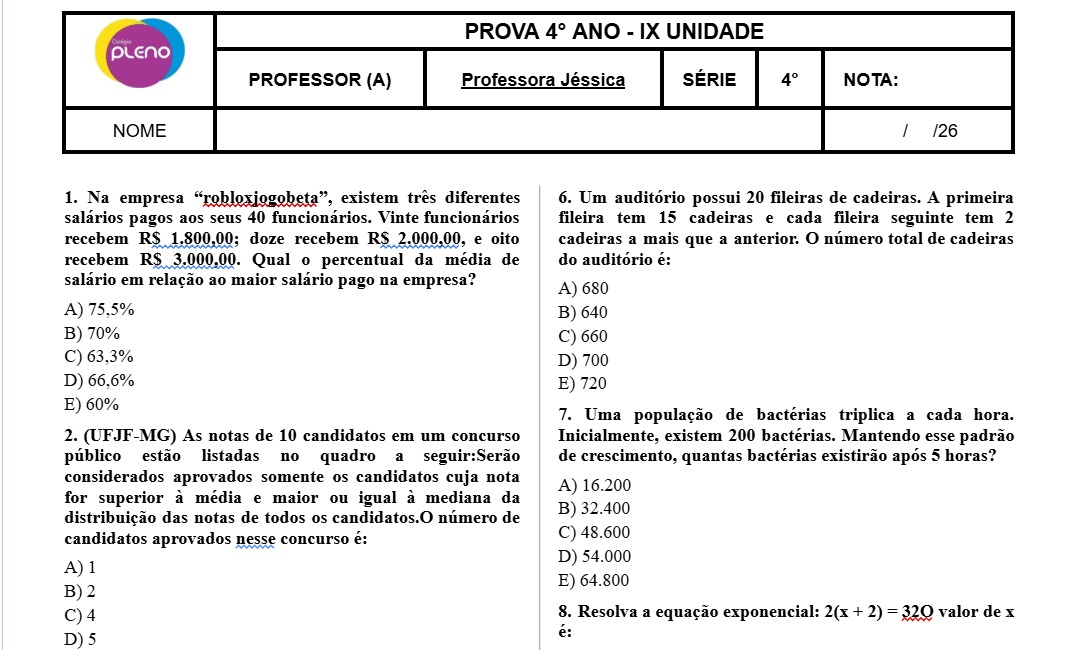 Colégio
PLENO
PROVA 4° ANO - IX UNIDADE
PROFESSOR (A)
Professora Jéssica
SÉRIE
4°
NOTA:
NOME
/ /26
1. Na empresa “robloxjogobeta”, existem três diferentes
salários pagos aos seus 40 funcionários. Vinte funcionários
recebem R$ 1.800,00; doze recebem R$ 2.000,00, e oito
recebem R$ 3.000,00. Qual o percentual da média de
salário em relação ao maior salário pago na empresa?
A) 75,5%
B) 70%
C) 63,3%
D) 66,6%
E) 60%
2. (UFJF-MG) As notas de 10 candidatos em um concurso
público estão listadas no quadro a seguir:Serão
considerados aprovados somente os candidatos cuja nota
for superior à média e maior ou igual à mediana da
distribuição das notas de todos os candidatos.O número de
candidatos aprovados nesse concurso é:
A) 1
B) 2
C) 4
D) 5
6. Um auditório possui 20 fileiras de cadeiras. A primeira
fileira tem 15 cadeiras e cada fileira seguinte tem 2
cadeiras a mais que a anterior. O número total de cadeiras
do auditório é:
A) 680
B) 640
C) 660
D) 700
E) 720
7. Uma população de bactérias triplica a cada hora.
Inicialmente, existem 200 bactérias. Mantendo esse padrão
de crescimento, quantas bactérias existirão após 5 horas?
A) 16.200
B) 32.400
C) 48.600
D) 54.000
E) 64.800
8. Resolva a equação exponencial: 2(x + 2) = 32O valor de x
é: